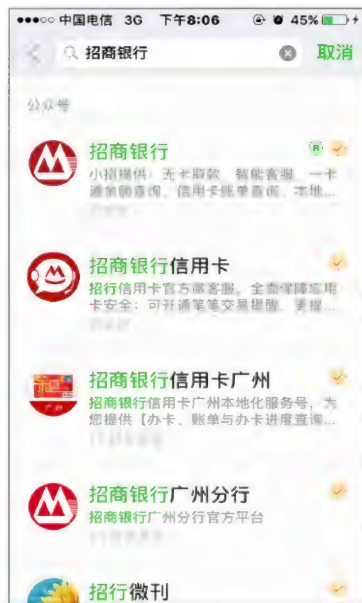 中国电信 3G 下午8:06 45%
招商银行 取消
公众号
招商银行
小招提供：无卡取款、智能客服、一卡
通余额查询、信用卡账单查询、本地...
招商银行信用卡
招行信用卡官方微客服，全面保障您用
卡安全：可开通笔笔交易提醒，更提...
招商银行信用卡广州
广州
招商银行信用卡广州本地化服务号，为
您提供【办卡、账单与办卡进度查询...
招商银行广州分行
招商银行广州分行官方平台
招行微刊